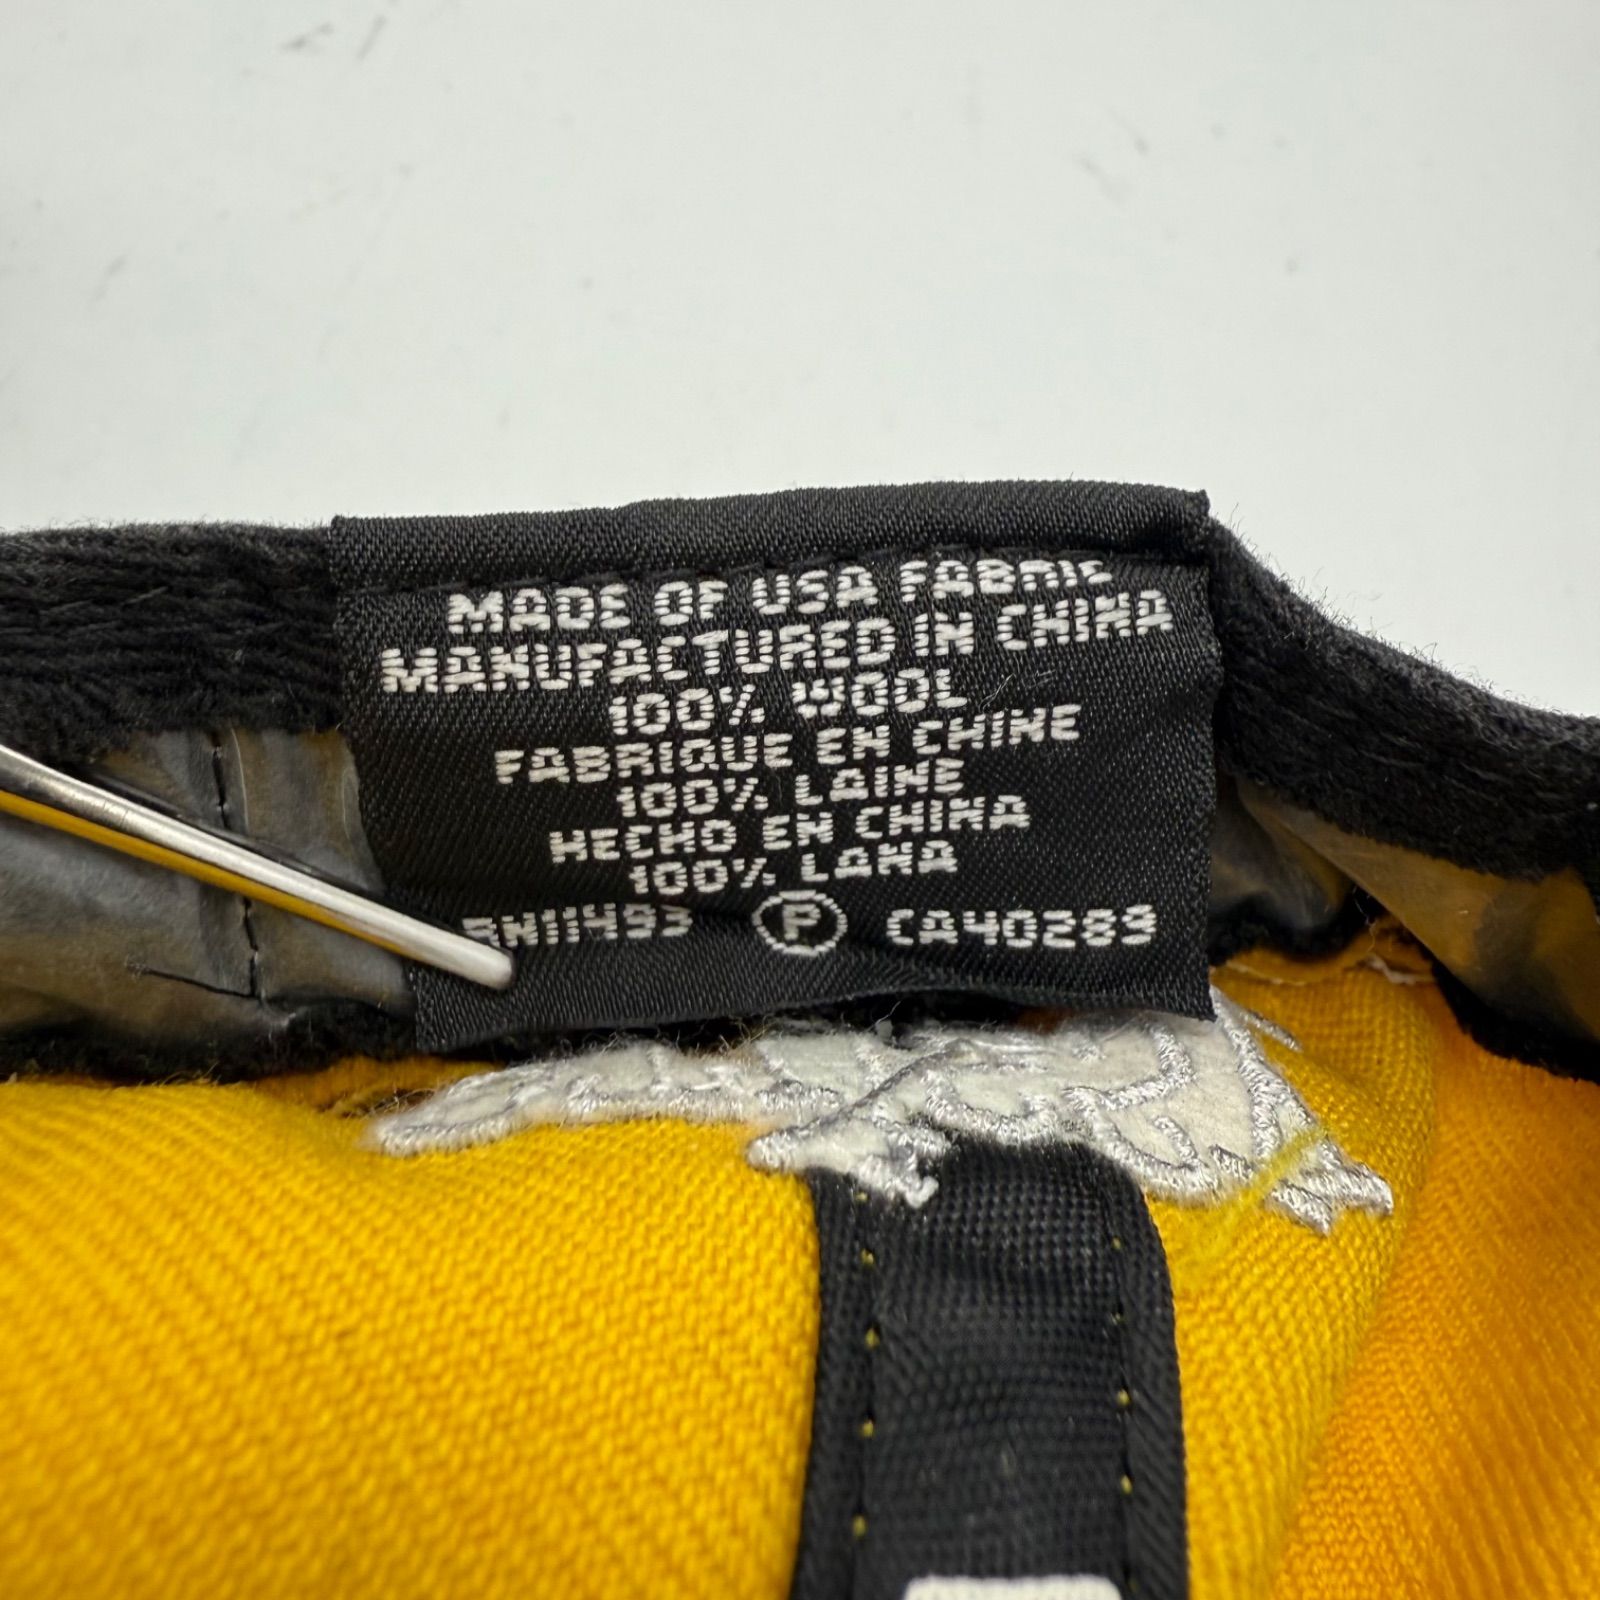 MADE OF USA FABRIC
MANUFACTURED IN CHINA
100% WOOL
FABRIQUE EN CHINE
100% LAINE
HECHO EN CHINA
100% LANA
RN11493 P CA40289